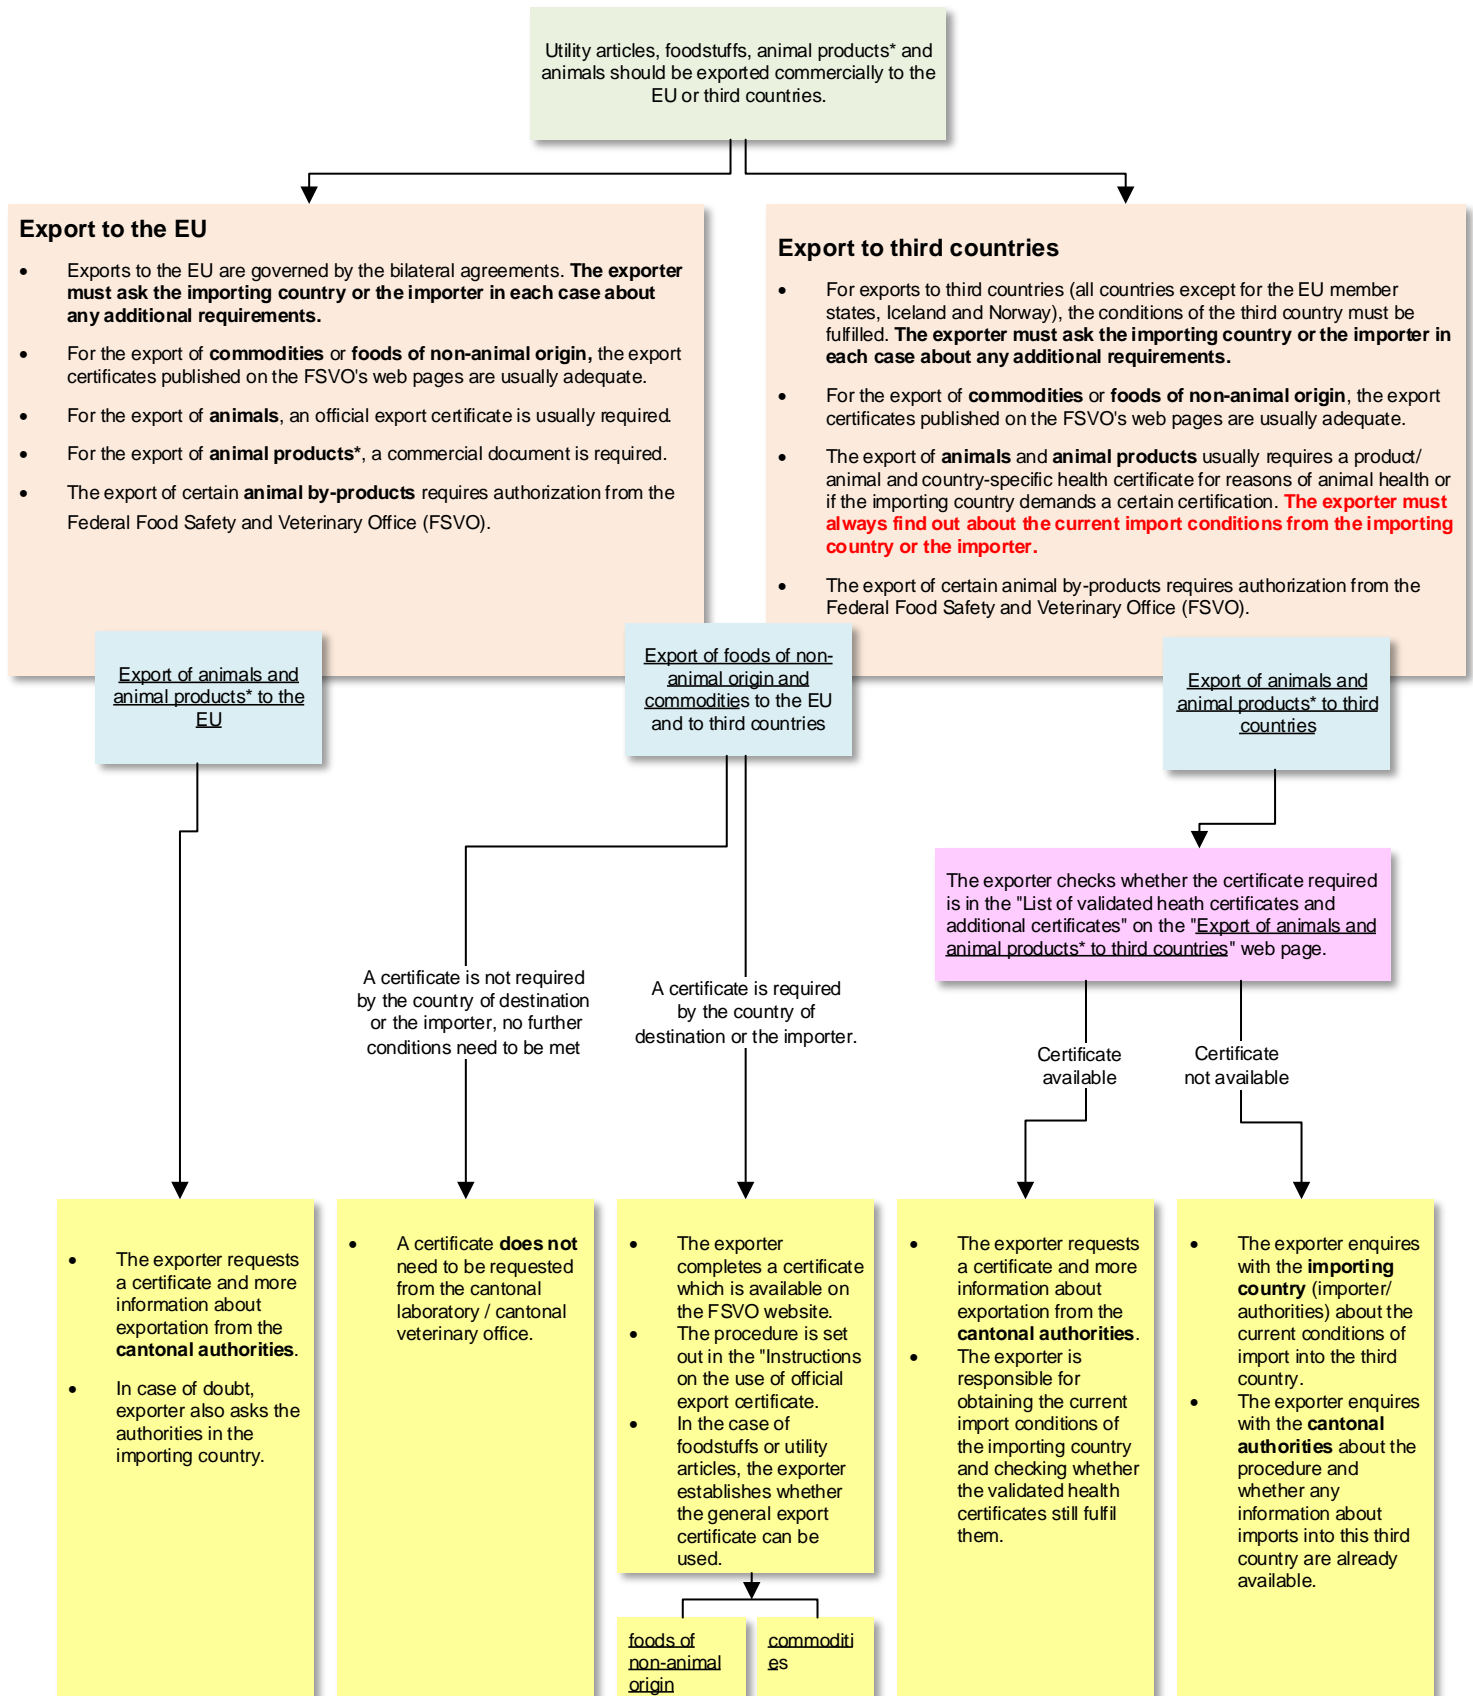 Utility articles, foodstuffs, animal products* and
animals should be exported commercially to the
EU or third countries.
Export to the EU
• Exports to the EU are governed by the bilateral agreements. The exporter
must ask the importing country or the importer in each case about
any additional requirements.
• For the export of commodities or foods of non-animal origin, the export
certificates published on the FSVO's web pages are usually adequate.
• For the export of animals, an official export certificate is usually required.
• For the export of animal products*, a commercial document is required.
• The export of certain animal by-products requires authorization from the
Federal Food Safety and Veterinary Office (FSVO).
Export to third countries
• For exports to third countries (all countries except for the EU member
states, Iceland and Norway), the conditions of the third country must be
fulfilled. The exporter must ask the importing country or the importer in
each case about any additional requirements.
• For the export of commodities or foods of non-animal origin, the export
certificates published on the FSVO's web pages are usually adequate.
• The export of animals and animal products usually requires a product/
animal and country-specific health certificate for reasons of animal health or
if the importing country demands a certain certification. The exporter must
always find out about the current import conditions from the importing
country or the importer.
• The export of certain animal by-products requires authorization from the
Federal Food Safety and Veterinary Office (FSVO).
Export of animals and
animal products* to the
EU
Export of foods of non-
animal origin and
commodities to the EU
and to third countries
Export of animals and
animal products* to third
countries
The exporter checks whether the certificate required
is in the "List of validated heath certificates and
additional certificates" on the "Export of animals and
animal products* to third countries" web page.
A certificate is not required
by the country of destination
or the importer, no further
conditions need to be met
A certificate is required
by the country of
destination or the importer.
Certificate
available
Certificate
not available
• The exporter requests
a certificate and more
information about
exportation from the
cantonal authorities.
• In case of doubt,
exporter also asks the
authorities in the
importing country.
• A certificate does not
need to be requested
from the cantonal
laboratory / cantonal
veterinary office.
• The exporter
completes a certificate
which is available on
the FSVO website.
• The procedure is set
out in the "Instructions
on the use of official
export certificate.
• In the case of
foodstuffs or utility
articles, the exporter
establishes whether
the general export
certificate can be
used.
foods of
non-animal
origin
commoditi
es
• The exporter requests
a certificate and more
information about
exportation from the
cantonal authorities.
• The exporter is
responsible for
obtaining the current
import conditions of
the importing country
and checking whether
the validated health
certificates still fulfil
them.
• The exporter enquires
with the importing
country (importer/
authorities) about the
current conditions of
import into the third
country.
• The exporter enquires
with the cantonal
authorities about the
procedure and
whether any
information about
imports into this third
country are already
available.